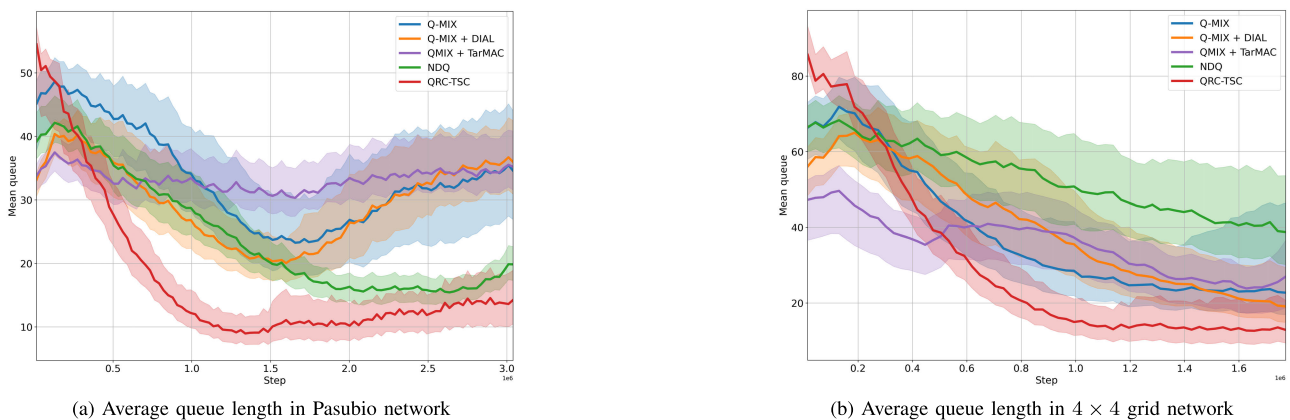 Q-MIX
Q-MIX + DIAL
QMIX + TarMAC
NDQ
QRC-TSC
Mean queue
50
40
30
20
10
0.5
1.0
1.5
2.0
2.5
3.0
1e6
Step
(a) Average queue length in Pasubio network
Q-MIX
Q-MIX + DIAL
QMIX + TarMAC
NDQ
QRC-TSC
Mean queue
80
60
40
20
0.2
0.4
0.6
0.8
1.0
1.2
1.4
1.6
1e6
Step
(b) Average queue length in 4 × 4 grid network